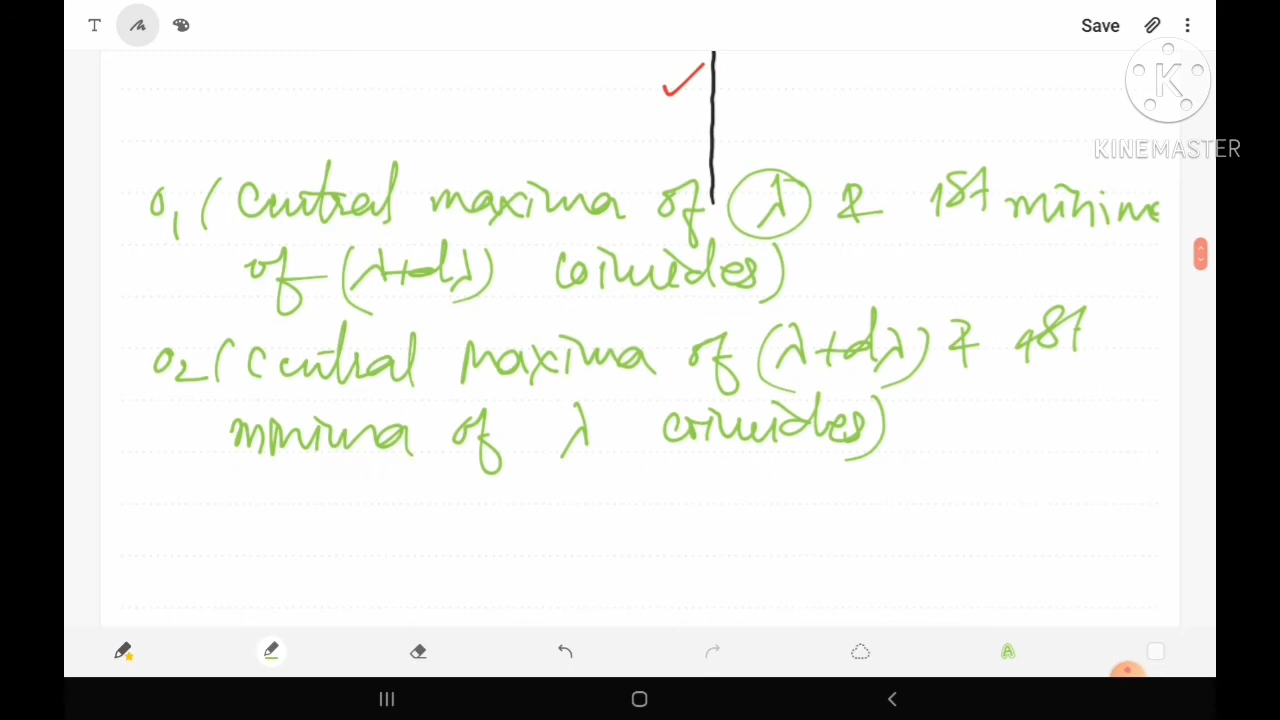 T
Save
K
KINEMASTER
O₁ (Central maxima of λ & 1st minima
of (λ+dλ) coincides)
O₂ (Central maxima of (λ+dλ) & 1st
minima of λ coincides)
A